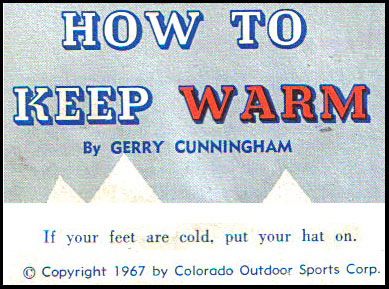 HOW TO
KEEP WARM
By GERRY CUNNINGHAM
If your feet are cold, put your hat on.
© Copyright 1967 by Colorado Outdoor Sports Corp.